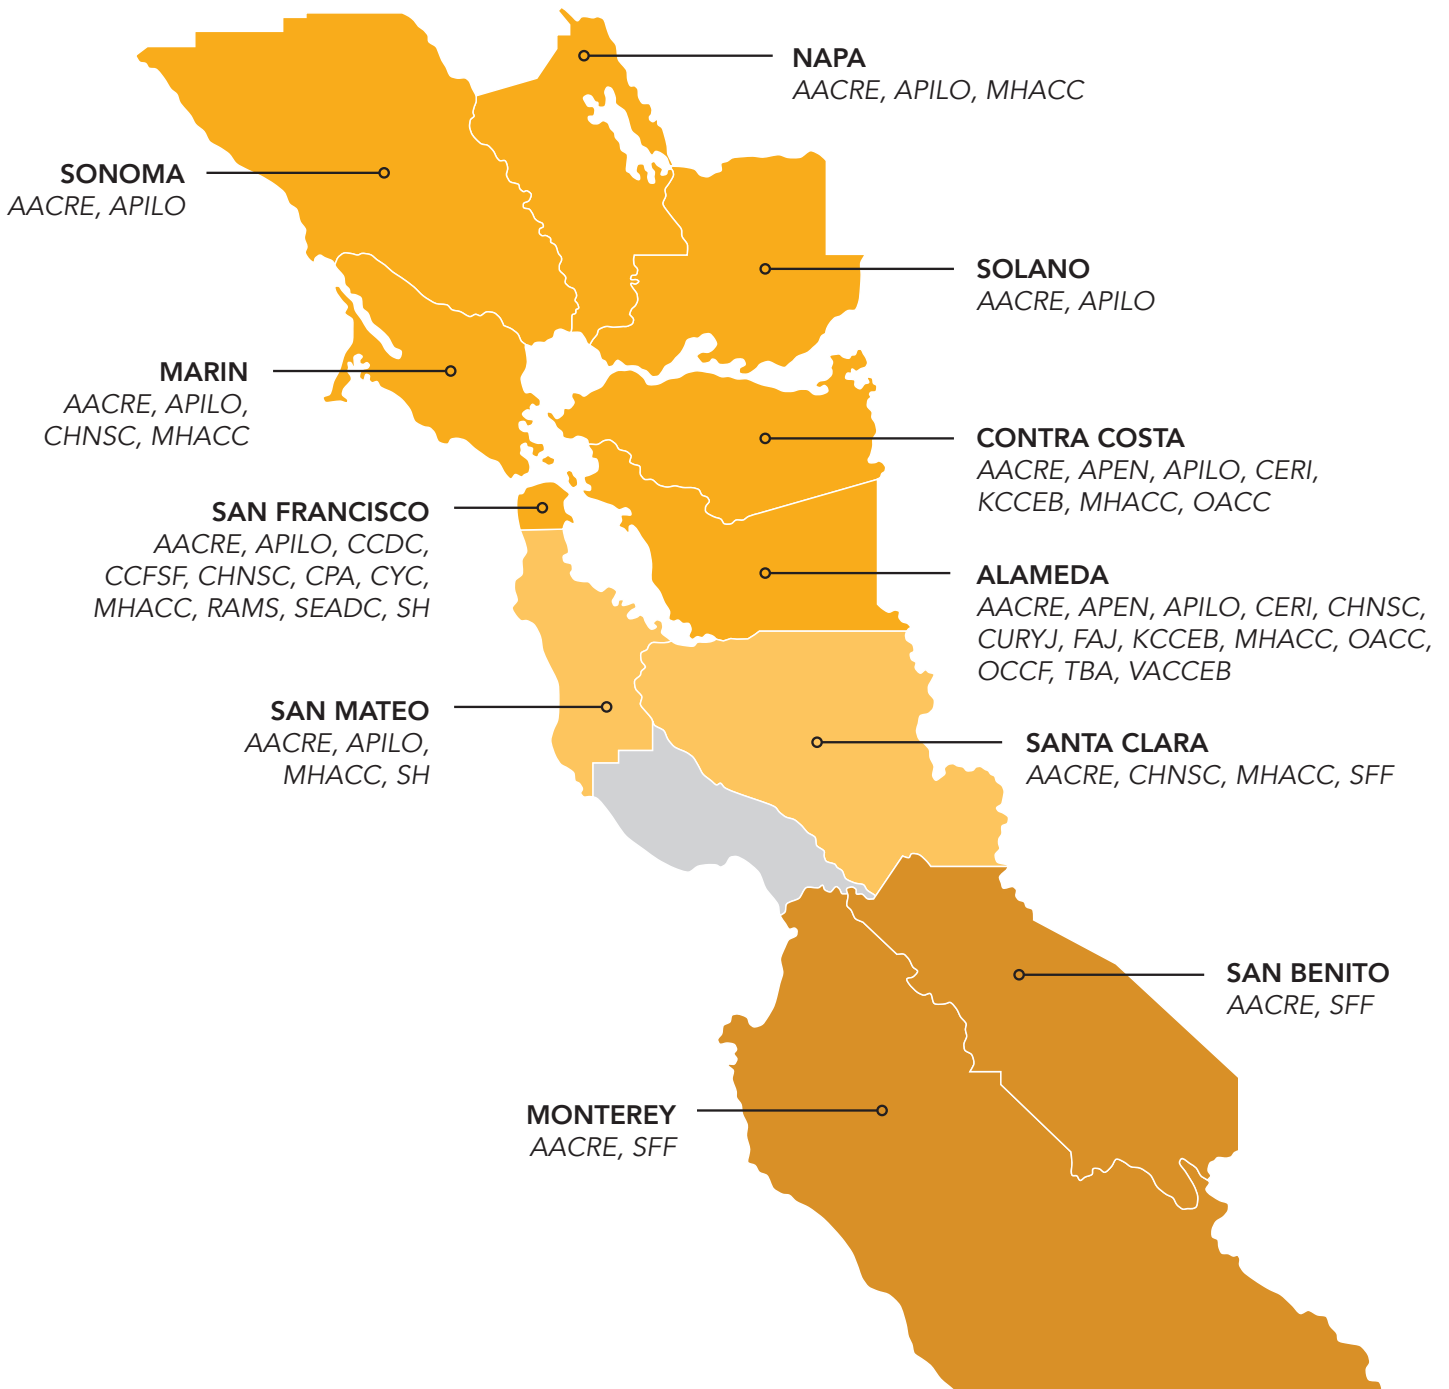 NAPA
AACRE, APILO, MHACC
SONOMA
AACRE, APILO
SOLANO
AACRE, APILO
MARIN
AACRE, APILO,
CHNSC, MHACC
CONTRA COSTA
AACRE, APEN, APILO, CERI,
KCCEB, MHACC, OACC
SAN FRANCISCO
AACRE, APILO, CCDC,
CCFSF, CHNSC, CPA, CYC,
MHACC, RAMS, SEADC, SH
ALAMEDA
AACRE, APEN, APILO, CERI, CHNSC,
CURYJ, FAJ, KCCEB, MHACC, OACC,
OCCF, TBA, VACCEB
SAN MATEO
AACRE, APILO,
MHACC, SH
SANTA CLARA
AACRE, CHNSC, MHACC, SFF
SAN BENITO
AACRE, SFF
MONTEREY
AACRE, SFF